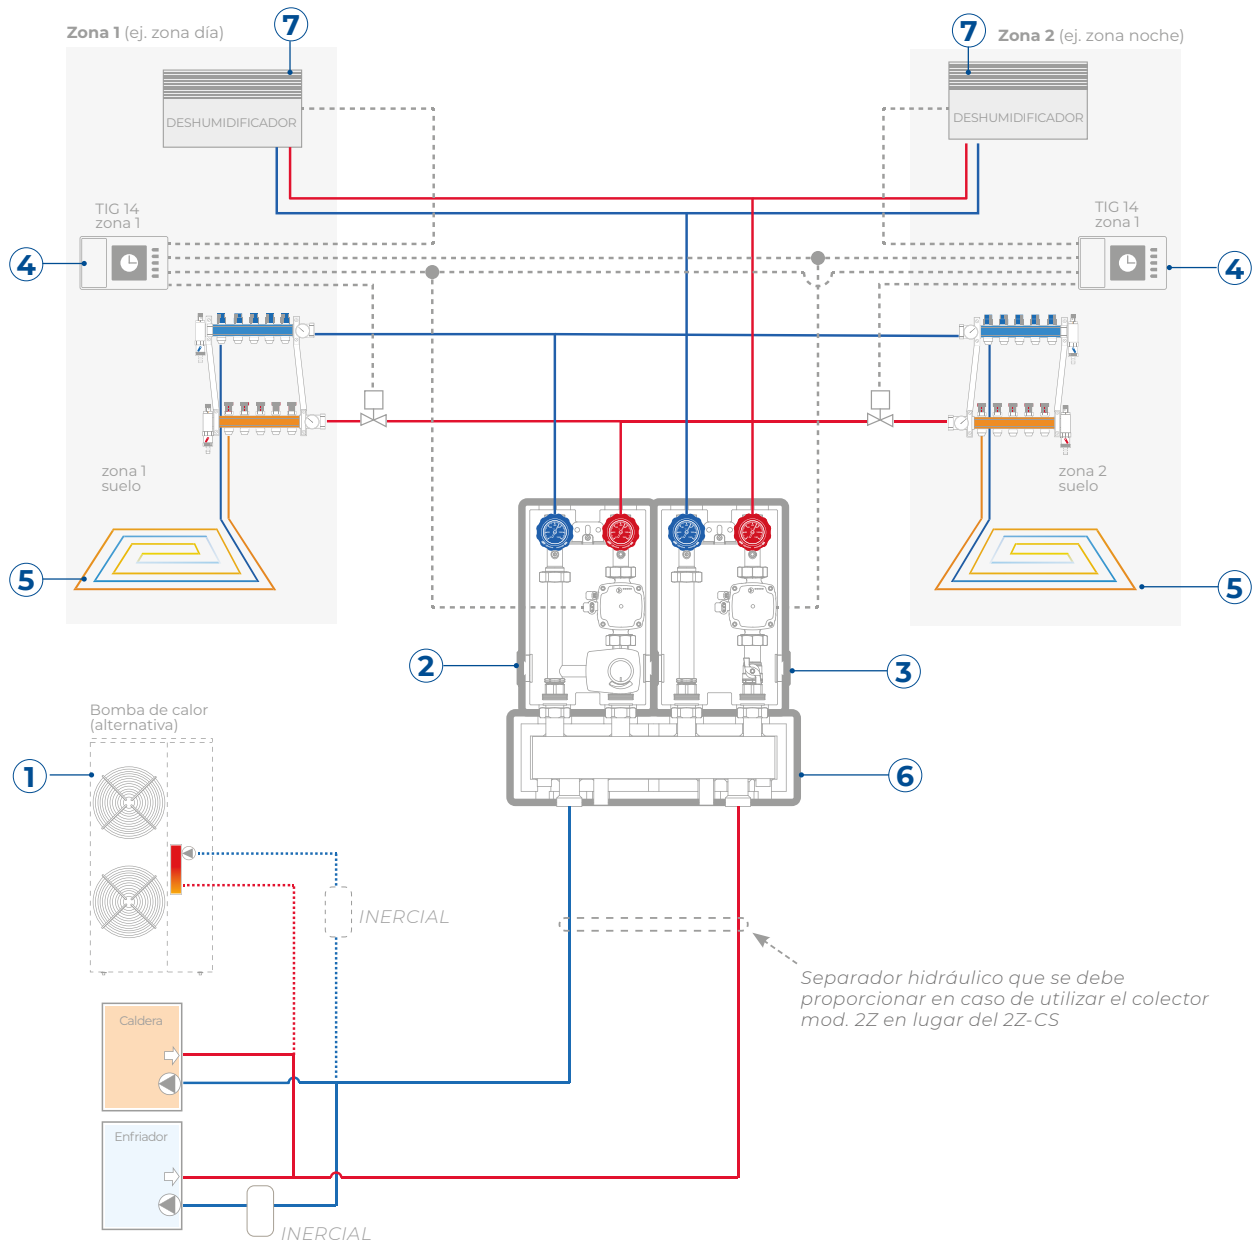 Zona 1 (ej. zona día)
7
7
Zona 2 (ej. zona noche)
DESHUMIDIFICADOR
DESHUMIDIFICADOR
TIG 14
zona 1
TIG 14
zona 1
4
4
zona 1
suelo
zona 2
suelo
5
5
2
3
Bomba de calor
(alternativa)
1
6
INERCIAL
Separador hidráulico que se debe
proporcionar en caso de utilizar el colector
mod. 2Z en lugar del 2Z-CS
Caldera
Enfriador
INERCIAL